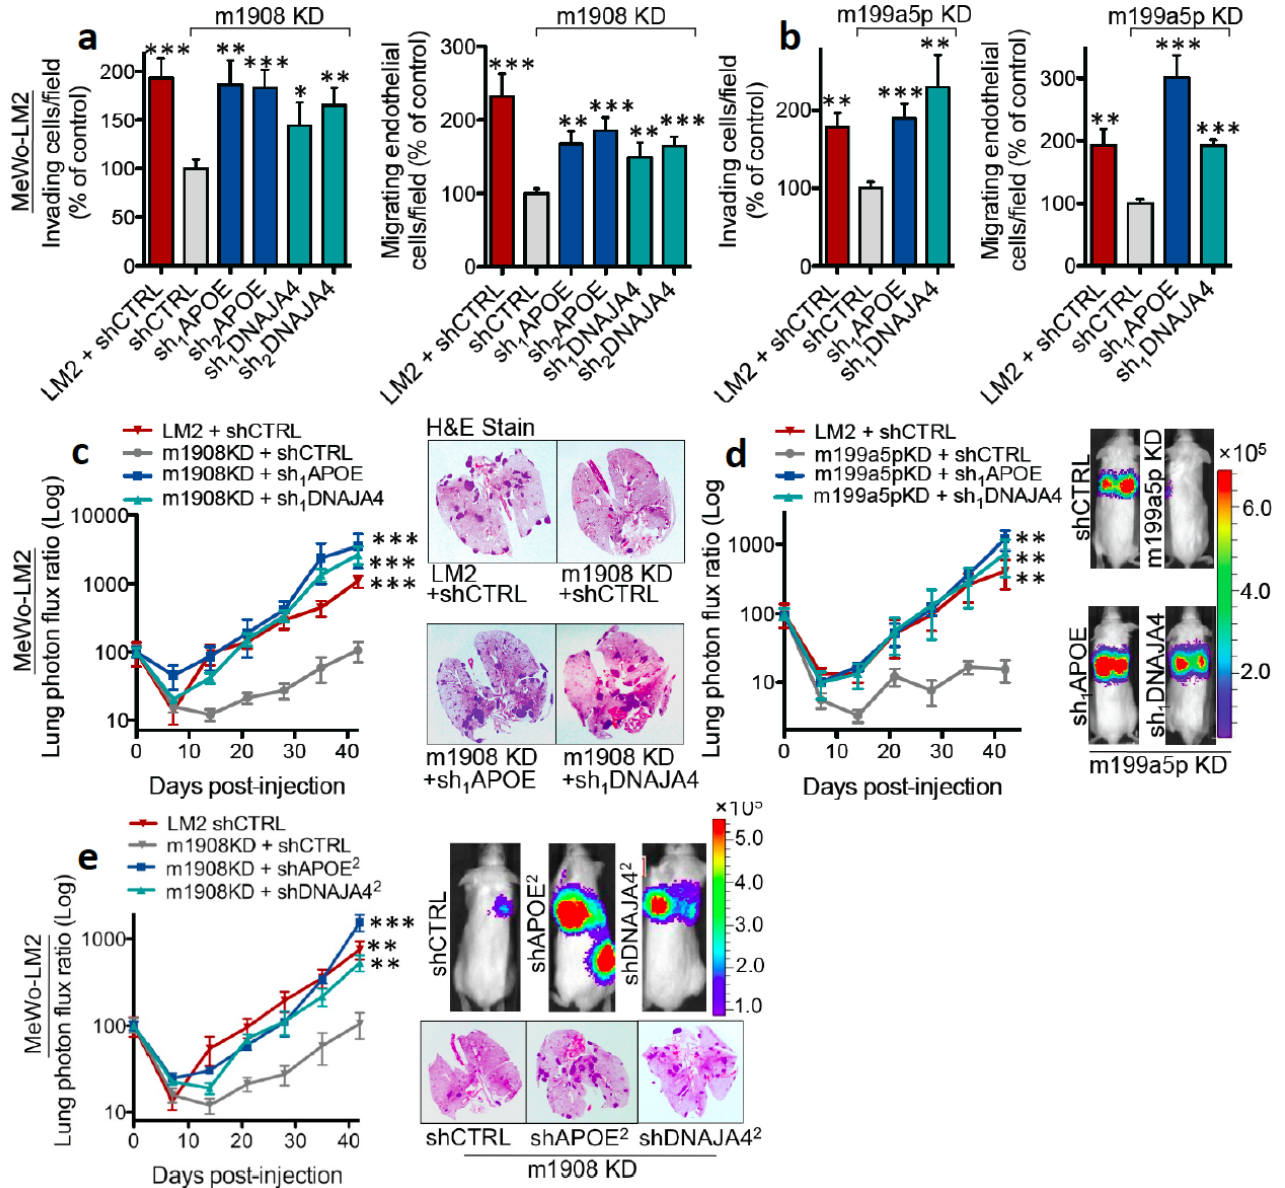 a
m1908 KD
MeWo-LM2
Invading cells/field
(% of control)
200
150
100
50
0
***
**
***
*
**
LM2 + shCTRL
shCTRL
sh1APOE
sh2APOE
sh1DNAJA4
sh2DNAJA4
m1908 KD
Migrating endothelial
cells/field (% of control)
300
200
100
0
***
**
***
**
***
LM2 + shCTRL
shCTRL
sh1APOE
sh2APOE
sh1DNAJA4
sh2DNAJA4
b
m199a5p KD
Invading cells/field
(% of control)
200
100
0
**
***
**
LM2 + shCTRL
shCTRL
sh1APOE
sh1DNAJA4
m199a5p KD
Migrating endothelial
cells/field (% of control)
300
200
100
0
**
***
***
LM2 + shCTRL
shCTRL
sh1APOE
sh1DNAJA4
c
LM2 + shCTRL
m1908KD + shCTRL
m1908KD + sh1APOE
m1908KD + sh1DNAJA4
MeWo-LM2
Lung photon flux ratio (Log)
10000
1000
100
10
***
***
***
0 10 20 30 40
Days post-injection
H&E Stain
LM2
+shCTRL
m1908 KD
+shCTRL
m1908 KD
+sh1APOE
m1908 KD
+sh1DNAJA4
d
LM2 + shCTRL
m199a5pKD + shCTRL
m199a5pKD + sh1APOE
m199a5pKD + sh1DNAJA4
Lung photon flux ratio (Log
1000
100
10
**
**
**
0 10 20 30 40
Days post-injection
shCTRL
m199a5p KD
sh1APOE
sh1DNAJA4
m199a5p KD
×10⁵
6.0
4.0
2.0
e
LM2 shCTRL
m1908KD + shCTRL
m1908KD + shAPOE²
m1908KD + shDNAJA4²
MeWo-LM2
Lung photon flux ratio (Log)
1000
100
10
***
**
**
0 10 20 30 40
Days post-injection
shCTRL
shAPOE²
shDNAJA4²
5.0
4.0
3.0
2.0
1.0
shCTRL
shAPOE²
shDNAJA4²
m1908 KD